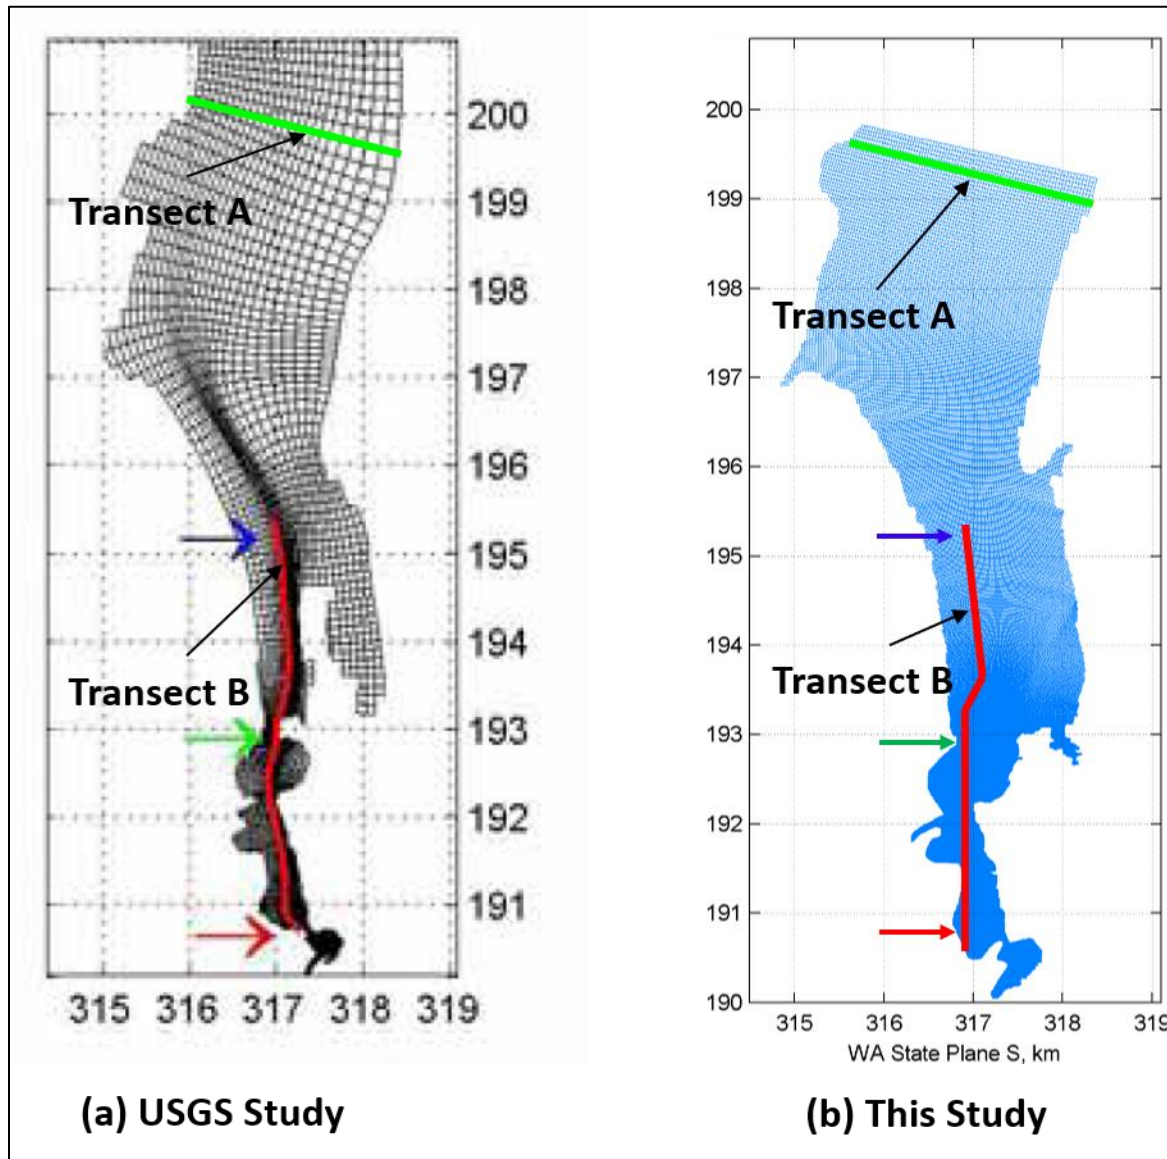 200
199
198
197
196
195
194
193
192
191
315 316 317 318 319
Transect A
Transect B
(a) USGS Study
200
199
198
197
196
195
194
193
192
191
190
315 316 317 318 319
WA State Plane S, km
Transect A
Transect B
(b) This Study